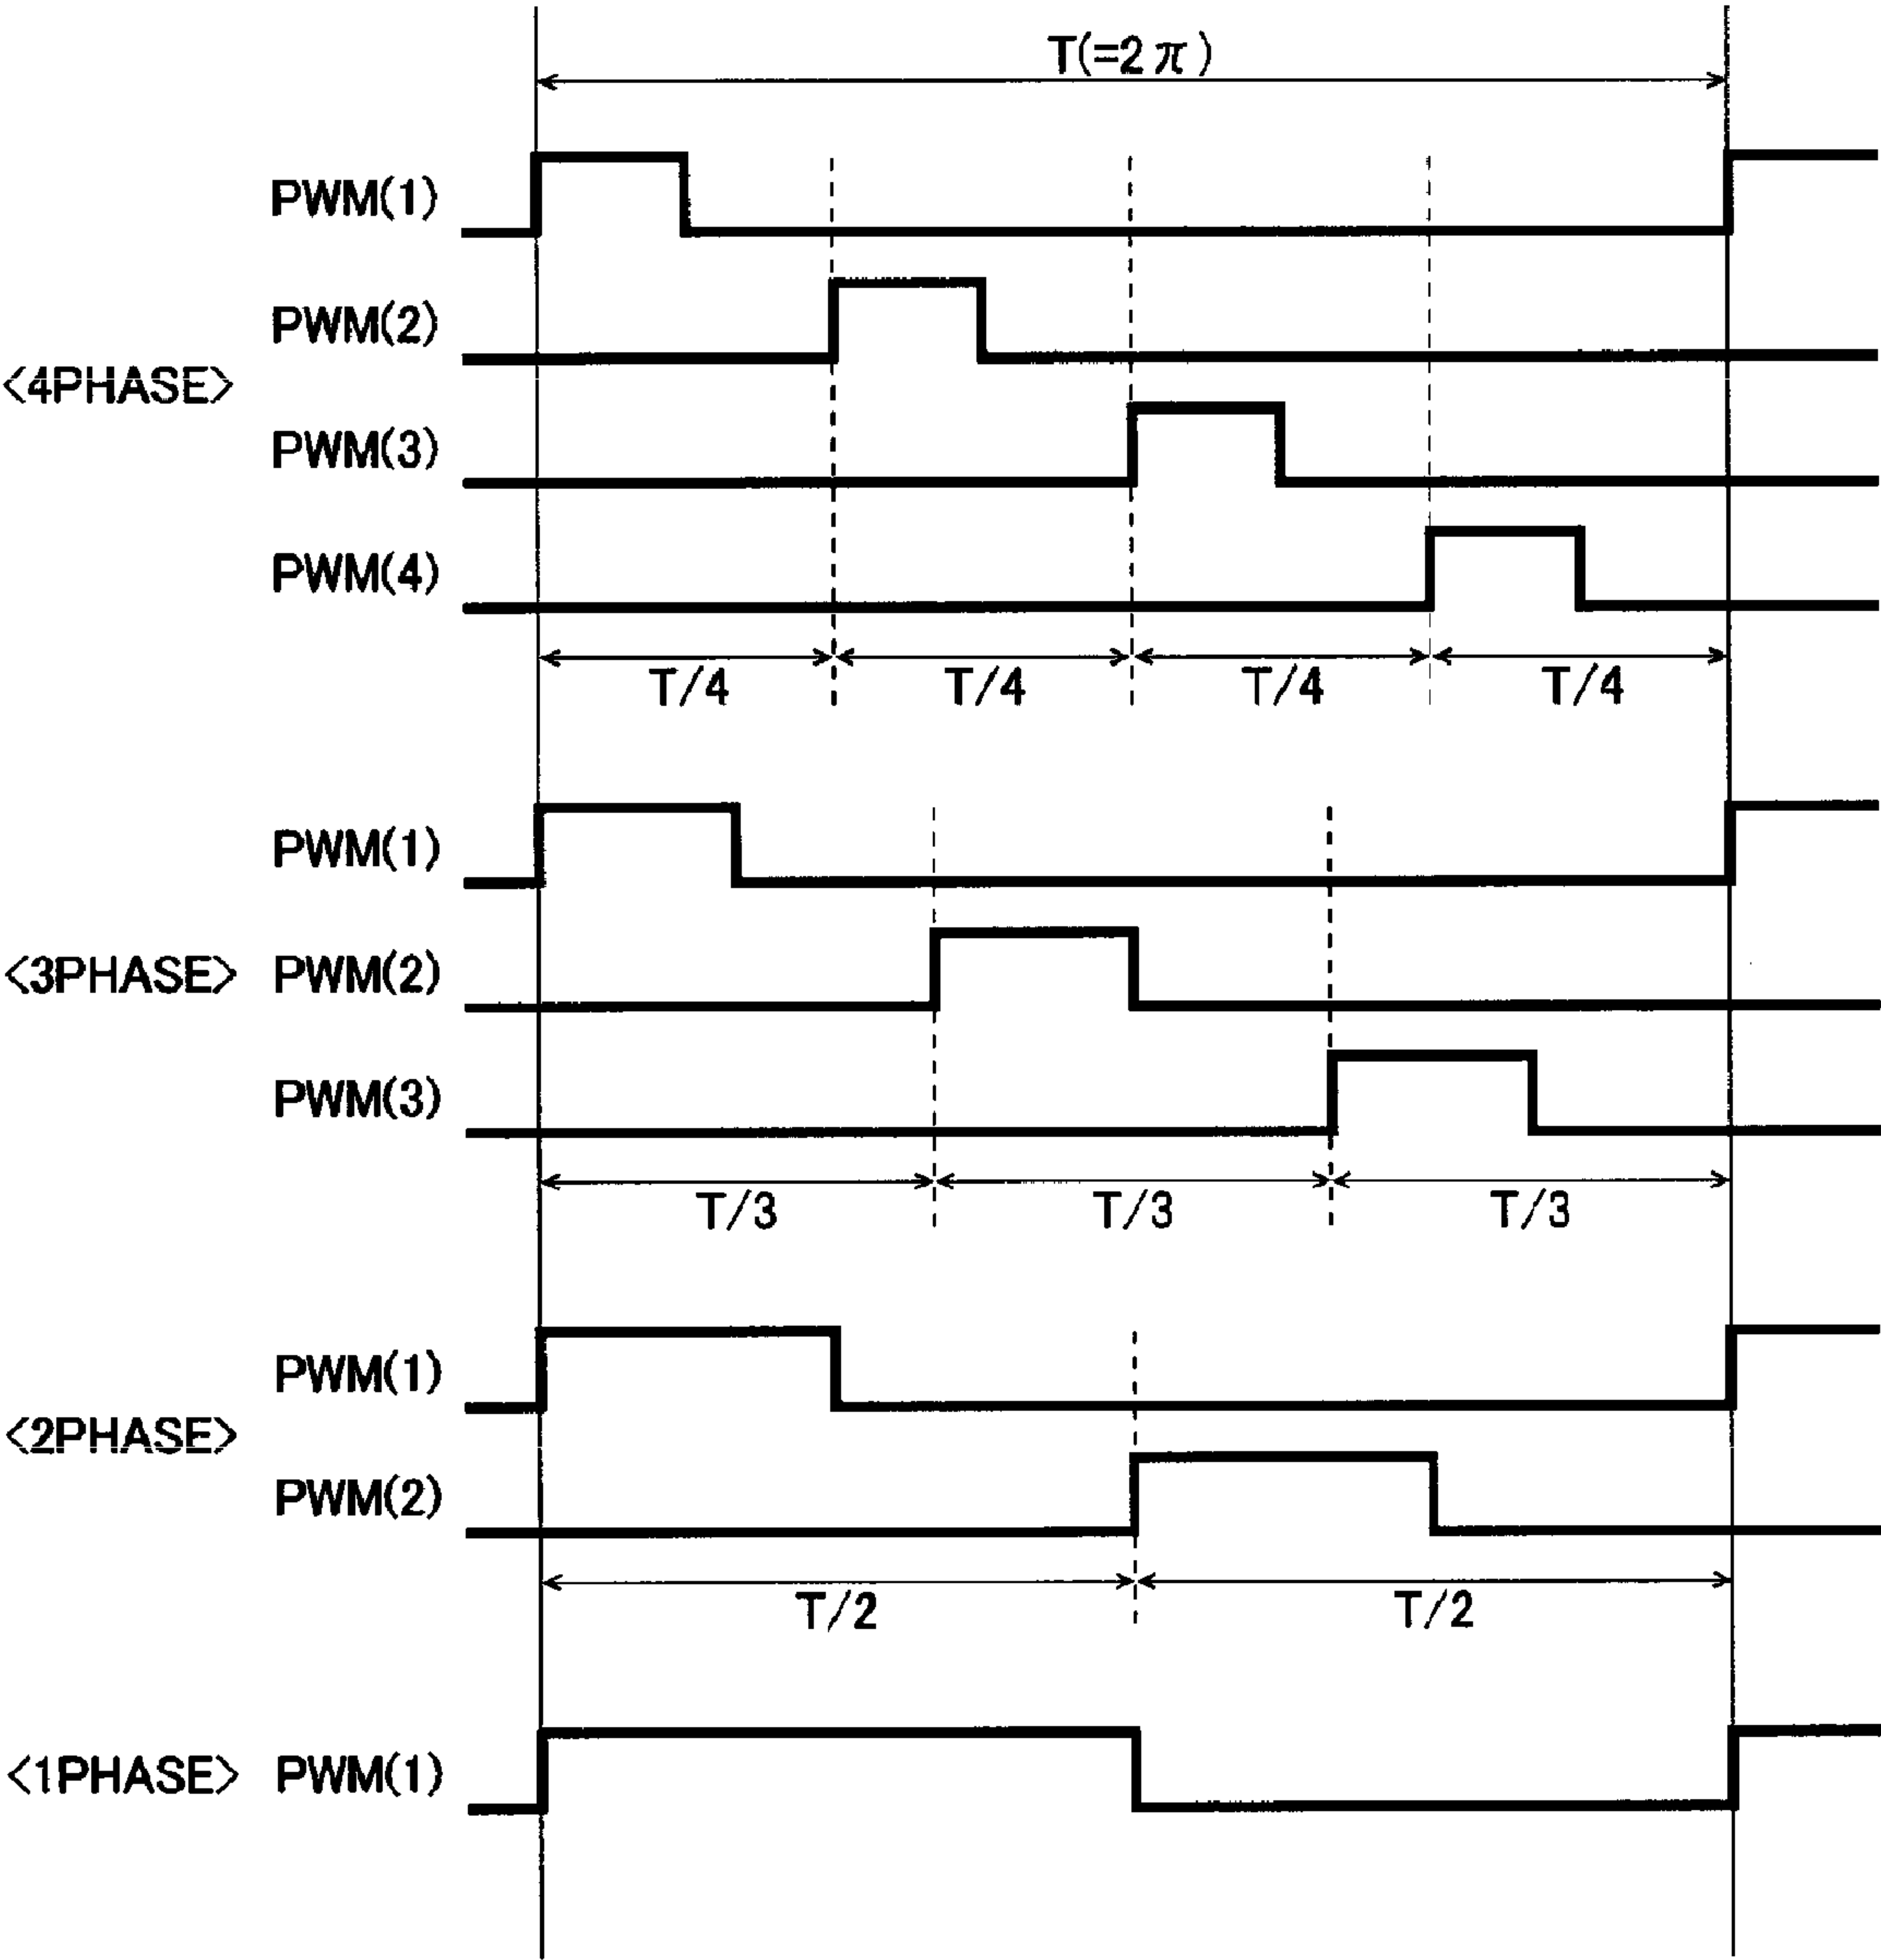 T(=2π)
PWM(1)
PWM(2)
<4PHASE>
PWM(3)
PWM(4)
T/4 T/4 T/4 T/4
PWM(1)
<3PHASE> PWM(2)
PWM(3)
T/3 T/3 T/3
PWM(1)
<2PHASE>
PWM(2)
T/2 T/2
<1PHASE> PWM(1)